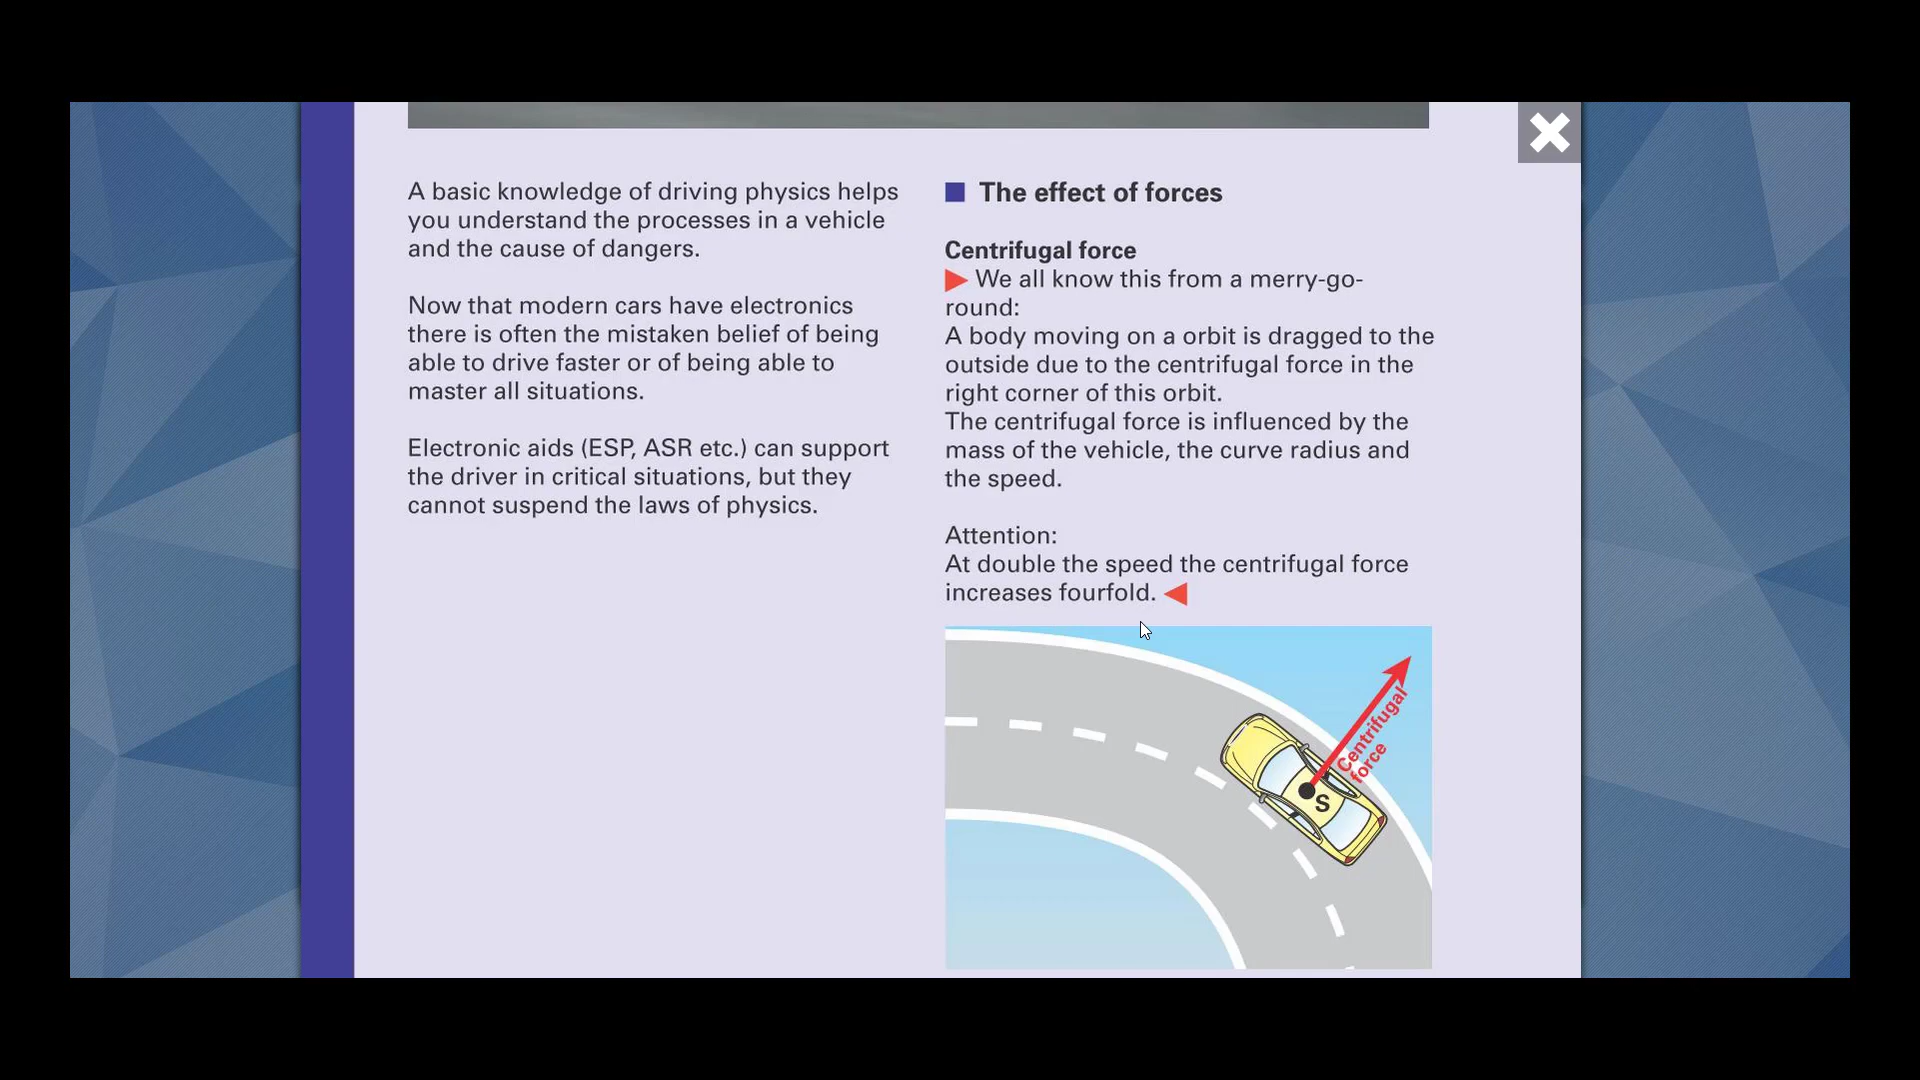 A basic knowledge of driving physics helps
you understand the processes in a vehicle
and the cause of dangers.
Now that modern cars have electronics
there is often the mistaken belief of being
able to drive faster or of being able to
master all situations.
Electronic aids (ESP, ASR etc.) can support
the driver in critical situations, but they
cannot suspend the laws of physics.
The effect of forces
Centrifugal force
We all know this from a merry-go-
round:
A body moving on a orbit is dragged to the
outside due to the centrifugal force in the
right corner of this orbit.
The centrifugal force is influenced by the
mass of the vehicle, the curve radius and
the speed.
Attention:
At double the speed the centrifugal force
increases fourfold.
Centrifugal
force
S